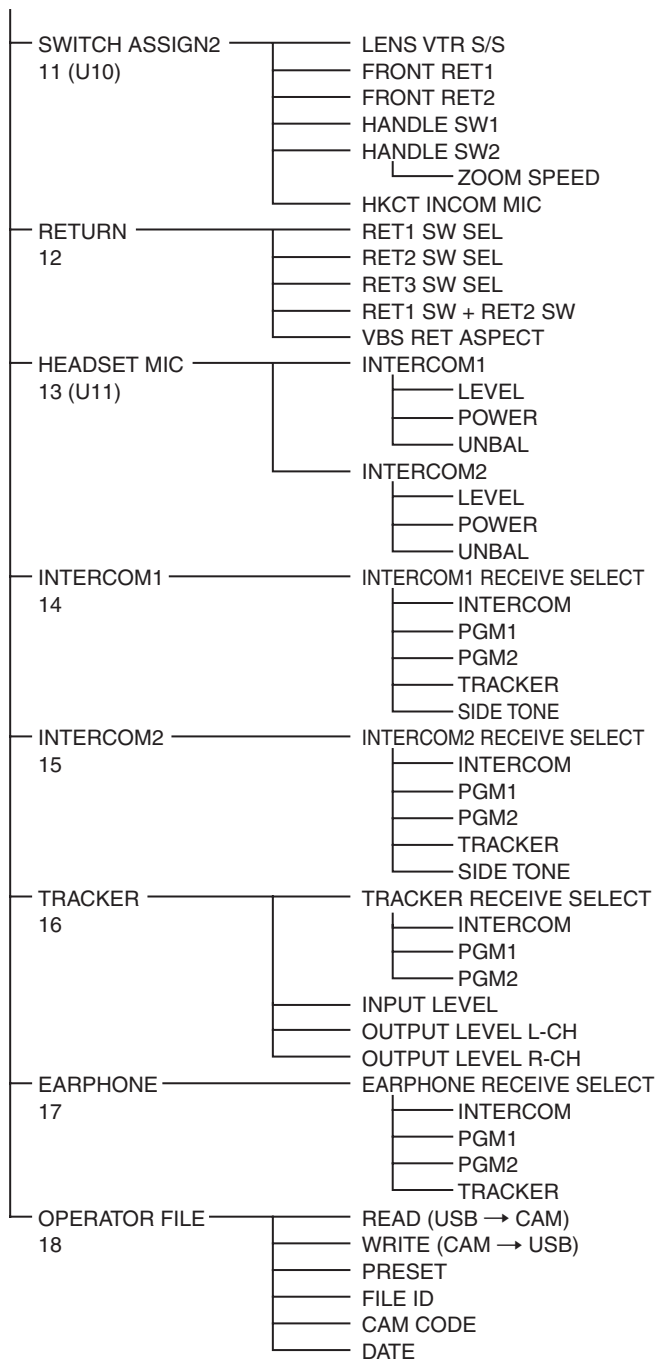 SWITCH ASSIGN2
11 (U10)
LENS VTR S/S
FRONT RET1
FRONT RET2
HANDLE SW1
HANDLE SW2
ZOOM SPEED
HKCT INCOM MIC
RETURN
12
RET1 SW SEL
RET2 SW SEL
RET3 SW SEL
RET1 SW + RET2 SW
VBS RET ASPECT
HEADSET MIC
13 (U11)
INTERCOM1
LEVEL
POWER
UNBAL
INTERCOM2
LEVEL
POWER
UNBAL
INTERCOM1
14
INTERCOM1 RECEIVE SELECT
INTERCOM
PGM1
PGM2
TRACKER
SIDE TONE
INTERCOM2
15
INTERCOM2 RECEIVE SELECT
INTERCOM
PGM1
PGM2
TRACKER
SIDE TONE
TRACKER
16
TRACKER RECEIVE SELECT
INTERCOM
PGM1
PGM2
INPUT LEVEL
OUTPUT LEVEL L-CH
OUTPUT LEVEL R-CH
EARPHONE
17
EARPHONE RECEIVE SELECT
INTERCOM
PGM1
PGM2
TRACKER
OPERATOR FILE
18
READ (USB → CAM)
WRITE (CAM → USB)
PRESET
FILE ID
CAM CODE
DATE